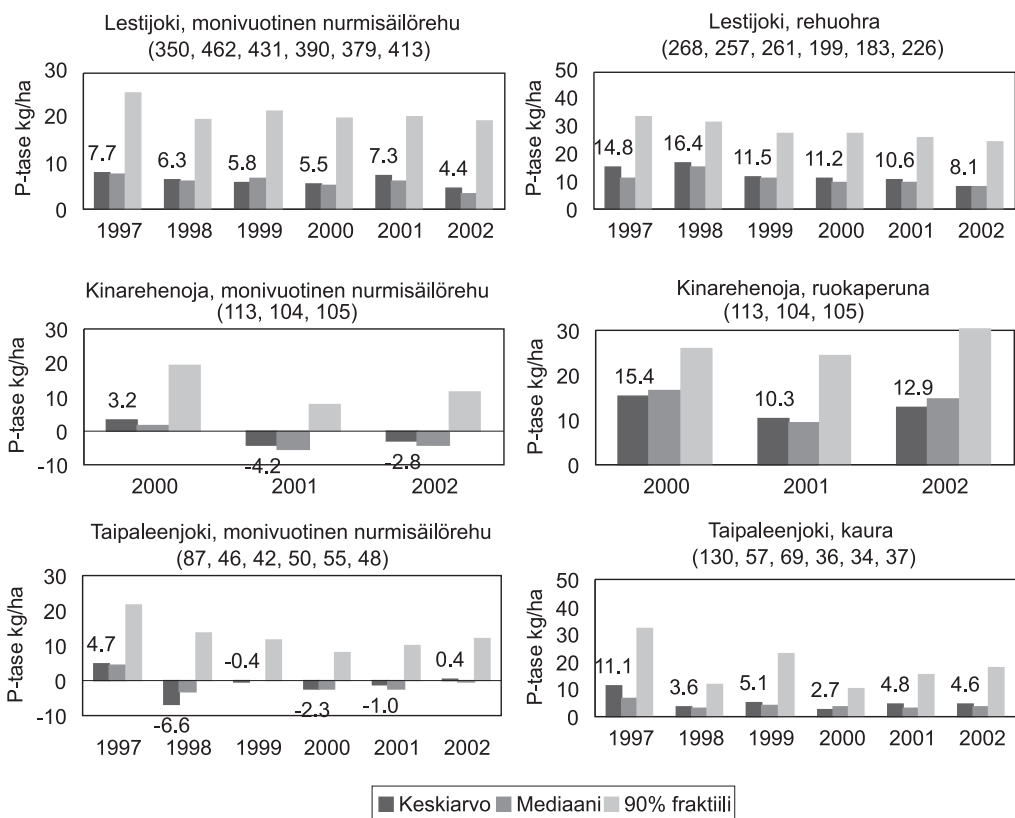 Lestijoki, monivuotinen nurmisäilörehu
(350, 462, 431, 390, 379, 413)
P-tase kg/ha
30
20
10
0
7.7
6.3
5.8
5.5
7.3
4.4
1997 1998 1999 2000 2001 2002
Lestijoki, rehuohra
(268, 257, 261, 199, 183, 226)
P-tase kg/ha
50
40
30
20
10
0
14.8
16.4
11.5
11.2
10.6
8.1
1997 1998 1999 2000 2001 2002
Kinarehenoja, monivuotinen nurmisäilörehu
(113, 104, 105)
P-tase kg/ha
30
20
10
0
-10
3.2
-4.2
-2.8
2000 2001 2002
Kinarehenoja, ruokaperuna
(113, 104, 105)
P-tase kg/ha
30
20
10
0
15.4
10.3
12.9
2000 2001 2002
Taipaleenjoki, monivuotinen nurmisäilörehu
(87, 46, 42, 50, 55, 48)
P-tase kg/ha
30
20
10
0
-10
4.7
-6.6
-0.4
-2.3
-1.0
0.4
1997 1998 1999 2000 2001 2002
Taipaleenjoki, kaura
(130, 57, 69, 36, 34, 37)
P-tase kg/ha
50
40
30
20
10
0
11.1
3.6
5.1
2.7
4.8
4.6
1997 1998 1999 2000 2001 2002
Keskiarvo Mediaani 90% fraktiili